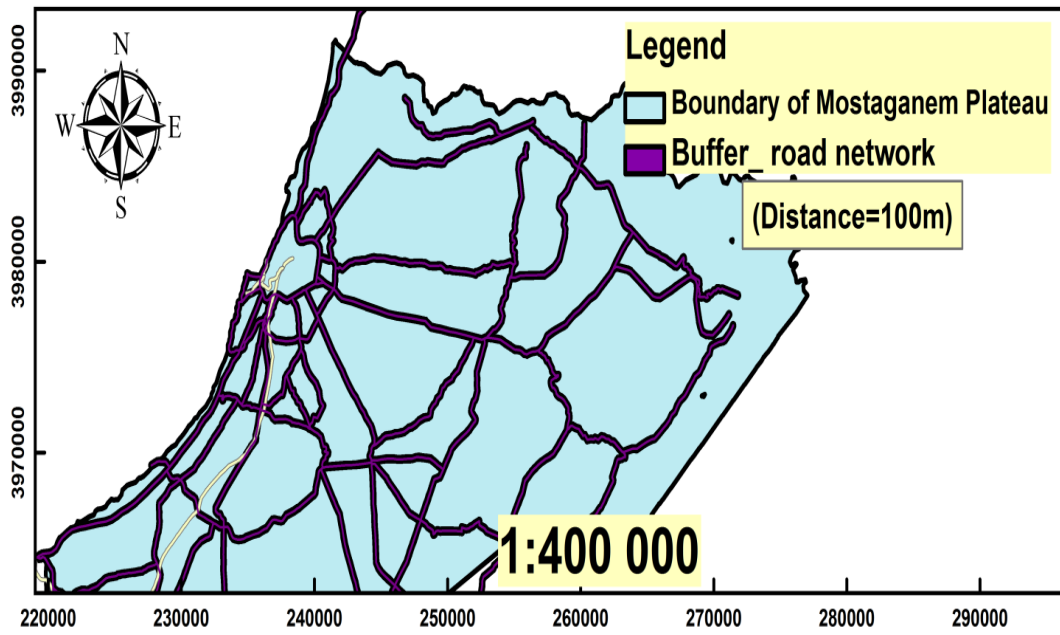 N
W E
S
Legend
Boundary of Mostaganem Plateau
Buffer_ road network
(Distance=100m)
3990000
3980000
3970000
1:400 000
220000 230000 240000 250000 260000 270000 280000 290000